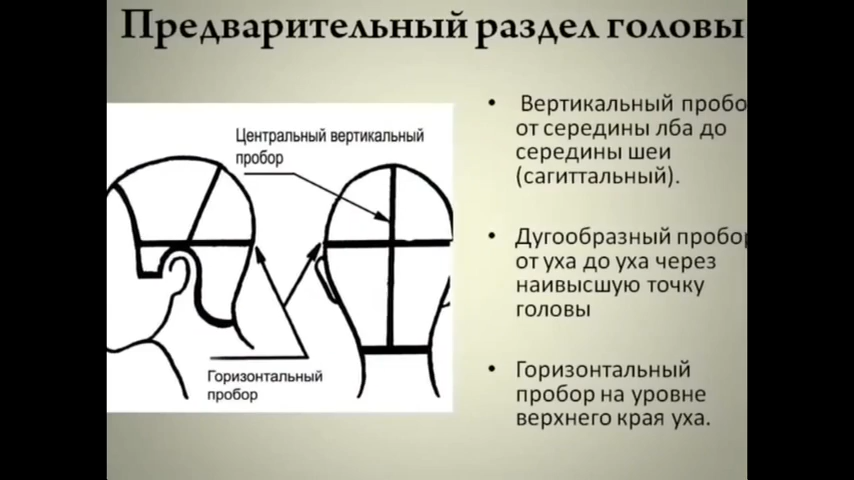 Предварительный раздел головы
Центральный вертикальный
пробор
Горизонтальный
пробор
• Вертикальный пробо
от середины лба до
середины шеи
(сагиттальный).
• Дугообразный пробор
от уха до уха через
наивысшую точку
головы
• Горизонтальный
пробор на уровне
верхнего края уха.